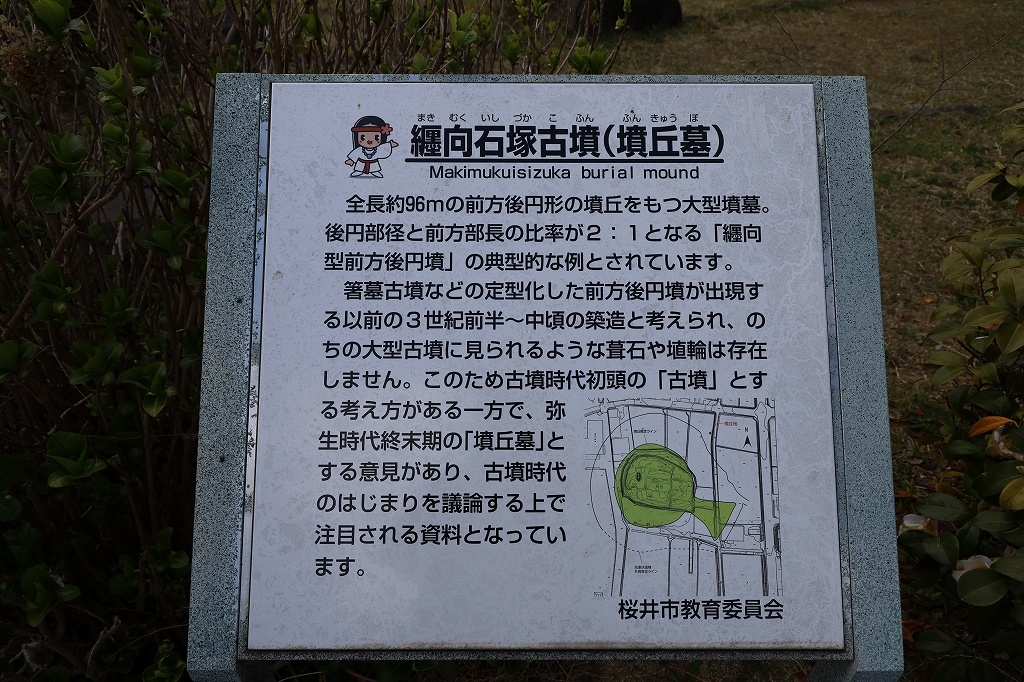 まき むく いし づか こ ふん ふん きゅう ぼ
纒向石塚古墳(墳丘墓)
Makimukuisizuka burial mound
全長約96mの前方後円形の墳丘をもつ大型墳墓。
後円部径と前方部長の比率が2:1となる「纒向
型前方後円墳」の典型的な例とされています。
箸墓古墳などの定型化した前方後円墳が出現す
る以前の3世紀前半~中頃の築造と考えられ、の
ちの大型古墳に見られるような葺石や埴輪は存在
しません。このため古墳時代初頭の「古墳」とす
る考え方がある一方で、弥
生時代終末期の「墳丘墓」と
する意見があり、古墳時代
のはじまりを議論する上で
注目される資料となってい
ます。
N
桜井市教育委員会